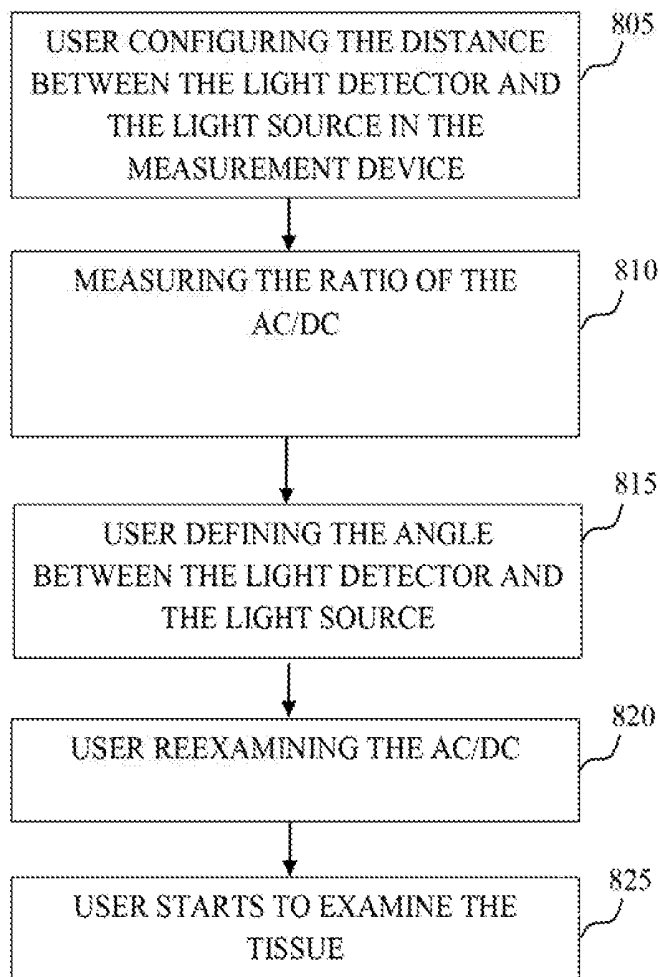 USER CONFIGURING THE DISTANCE
BETWEEN THE LIGHT DETECTOR AND
THE LIGHT SOURCE IN THE
MEASUREMENT DEVICE
805
MEASURING THE RATIO OF THE
AC/DC
810
USER DEFINING THE ANGLE
BETWEEN THE LIGHT DETECTOR AND
THE LIGHT SOURCE
815
USER REEXAMINING THE AC/DC
820
USER STARTS TO EXAMINE THE
TISSUE
825